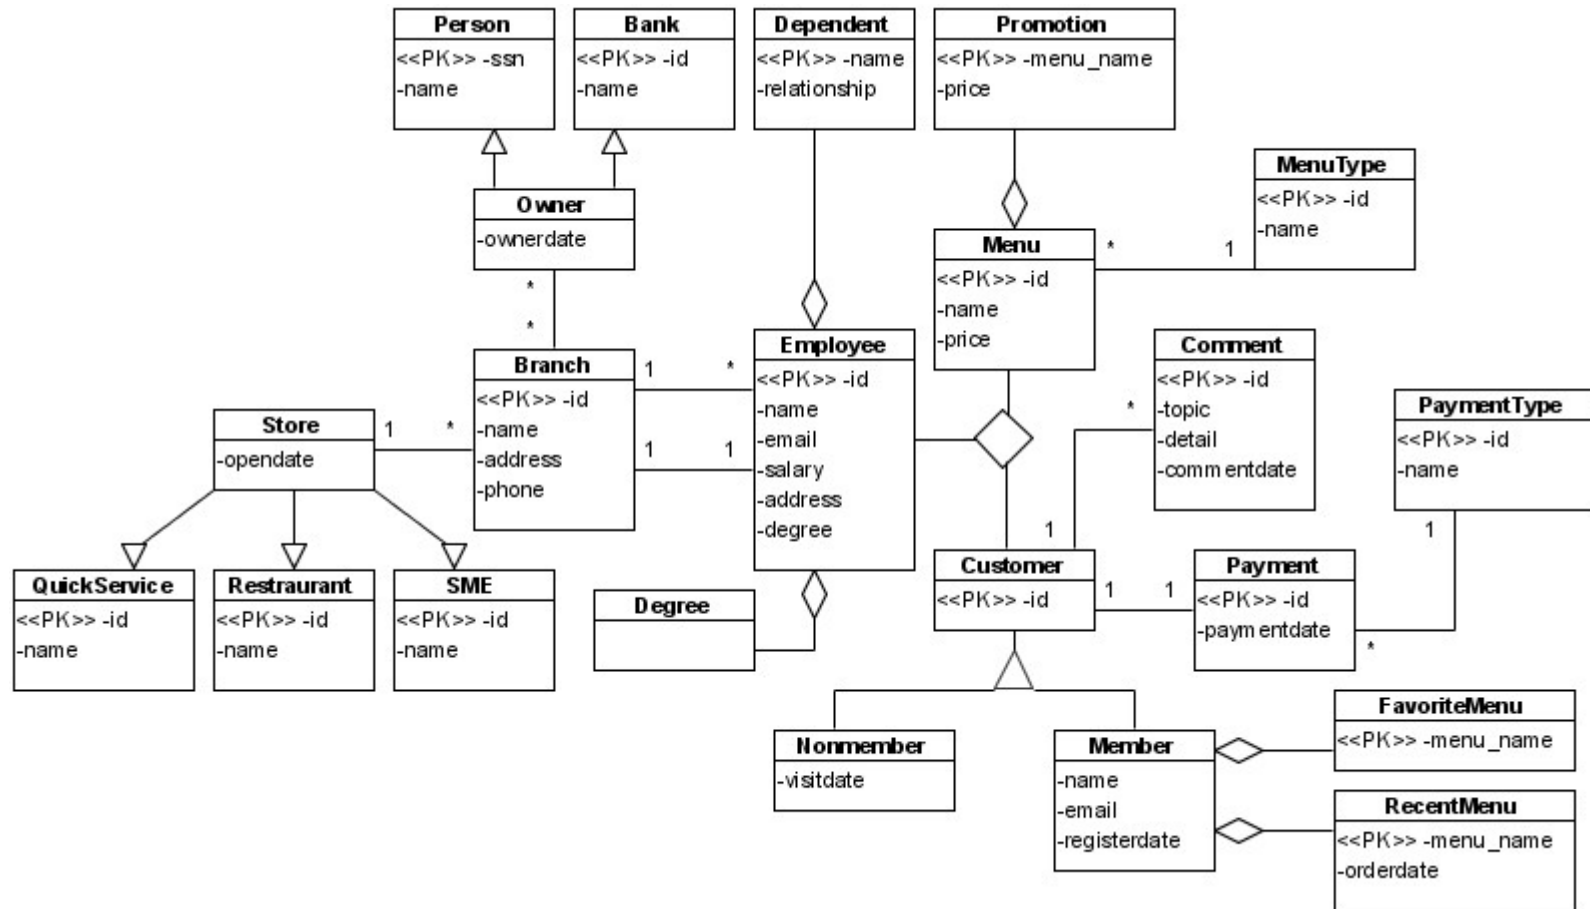 Person
<<PK>> -ssn
-name
Bank
<<PK>> -id
-name
Dependent
<<PK>> -name
-relationship
Promotion
<<PK>> -menu_name
-price
MenuType
<<PK>> -id
-name
Owner
-ownerdate
Menu
<<PK>> -id
-name
-price
* 1
*
*
Branch
<<PK>> -id
-name
-address
-phone
1 *
1 1
Employee
<<PK>> -id
-name
-email
-salary
-address
-degree
Comment
<<PK>> -id
-topic
-detail
-commentdate
*
1
PaymentType
<<PK>> -id
-name
1
*
Store
-opendate
1 *
QuickService
<<PK>> -id
-name
Restraurant
<<PK>> -id
-name
SME
<<PK>> -id
-name
Degree
Customer
<<PK>> -id
1 1
Payment
<<PK>> -id
-paymentdate
Nonmember
-visitdate
Member
-name
-email
-registerdate
FavoriteMenu
<<PK>> -menu_name
RecentMenu
<<PK>> -menu_name
-orderdate